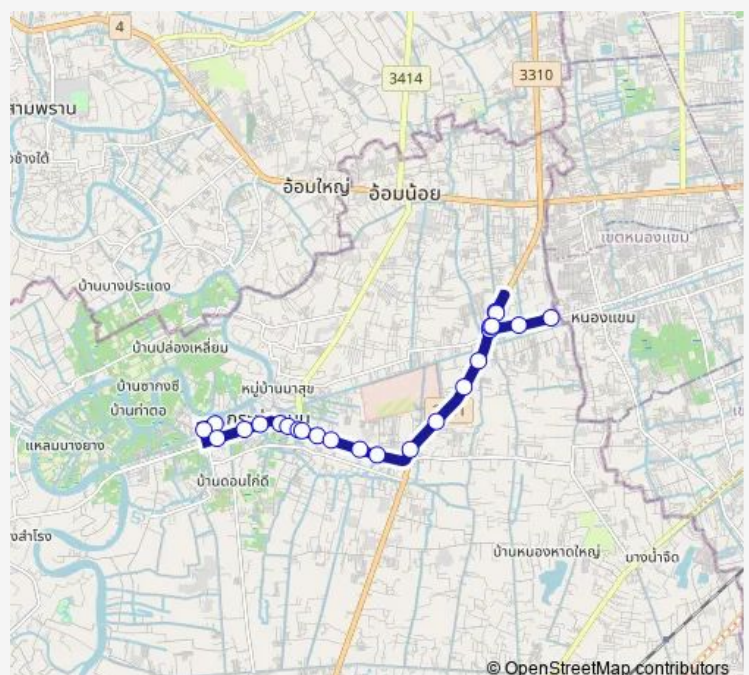 4
3414
3310
สามพราน
อ้อมใหญ่
อ้อมน้อย
เขตหนองแขม
บ้านบางประแดง
หนองแขม
บ้านปล่องเหลี่ยม
บ้านซากงซี
หมู่บ้านมาสุข
บ้านท่าตอ
แหลมบางยาง
บ้านดอนไก่ดี
บ้านหนองหาดใหญ่
บางน้ำจืด
© OpenStreetMap contributors